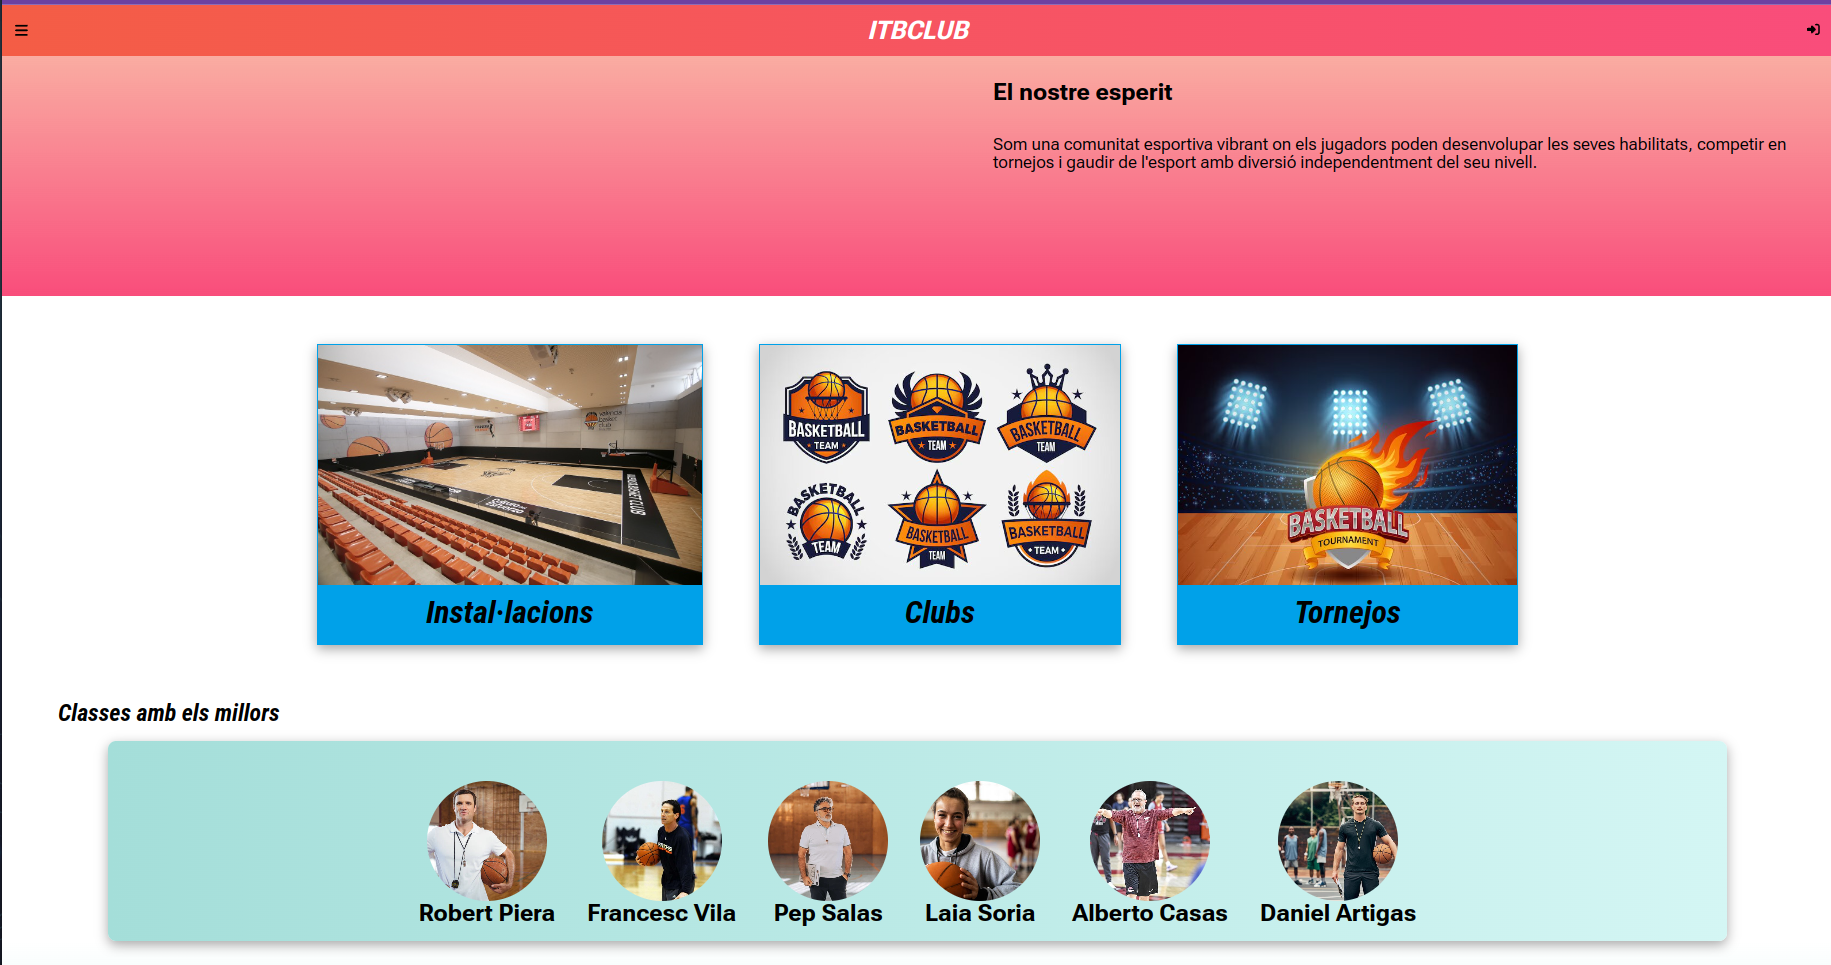 ITBCLUB
El nostre esperit
Som una comunitat esportiva vibrant on els jugadors poden desenvolupar les seves habilitats, competir en
tornejos i gaudir de l'esport amb diversió independentment del seu nivell.
BASKETBALL
TEAM
BASKETBALL
TEAM
BASKETBALL
TEAM
BASKETBALL
TEAM
BASKETBALL
TEAM
BASKETBALL
TEAM
BASKETBALL
TOURNAMENT
Instal·lacions
Clubs
Tornejos
Classes amb els millors
Robert Piera
Francesc Vila
Pep Salas
Laia Soria
Alberto Casas
Daniel Artigas